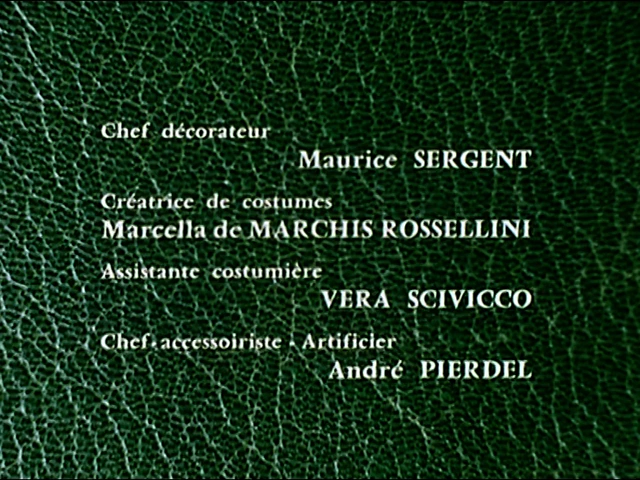 Chef décorateur
Maurice SERGENT
Créatrice de costumes
Marcella de MARCHIS ROSSELLINI
Assistante costumière
VERA SCIVICCO
Chef-accessoiriste - Artificier
André PIERDEL